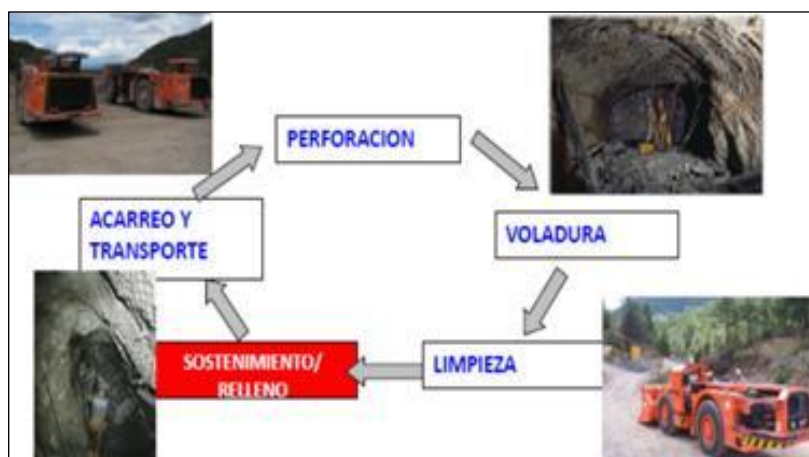 PERFORACION
ACARREO Y
TRANSPORTE
VOLADURA
SOSTENIMIENTO/
RELLENO
LIMPIEZA